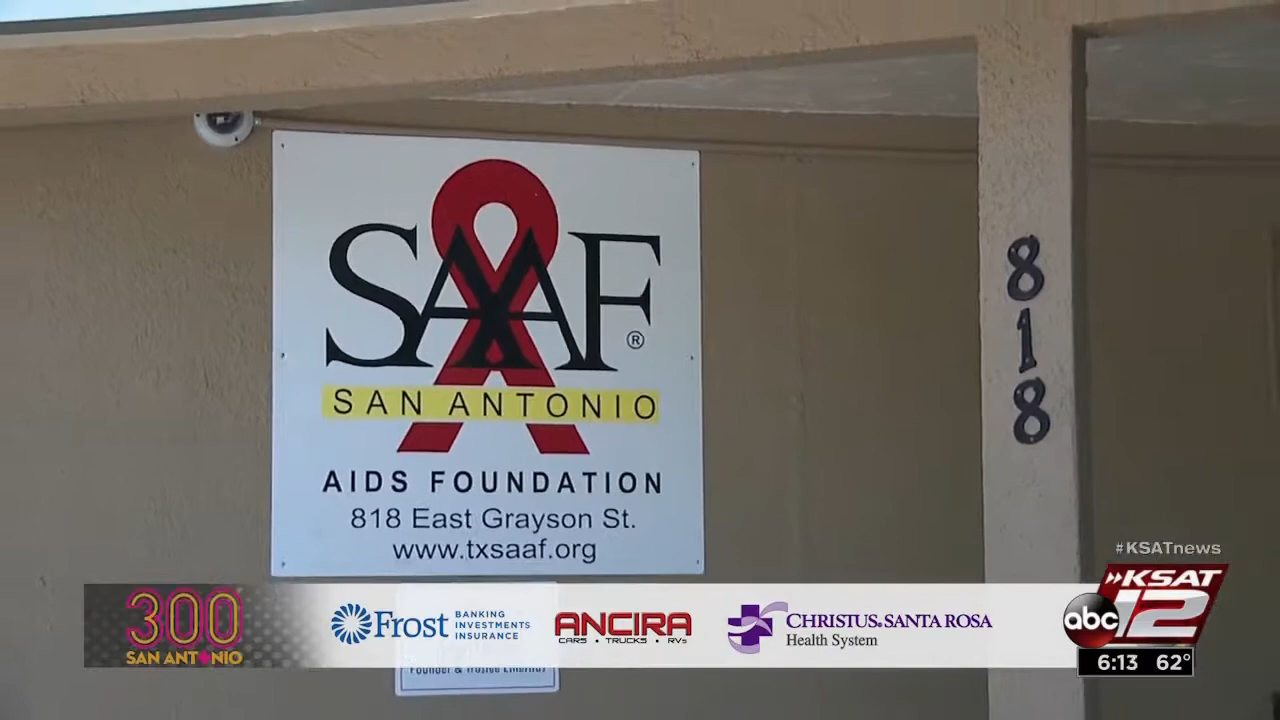 SAAF®
SAN ANTONIO
AIDS FOUNDATION
818 East Grayson St.
www.txsaaf.org
818
#KSATnews
300
SAN ANTONIO
Frost BANKING
INVESTMENTS
INSURANCE
ANCIRA
CARS • TRUCKS • RVs
CHRISTUS® SANTA ROSA
Health System
KSAT
abc 12
6:13 62°
Founder & Trustee Emeritus